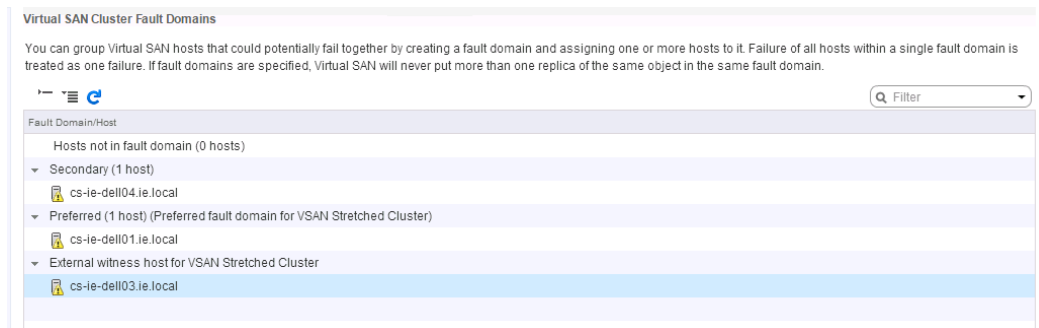 Virtual SAN Cluster Fault Domains
You can group Virtual SAN hosts that could potentially fail together by creating a fault domain and assigning one or more hosts to it. Failure of all hosts within a single fault domain is
treated as one failure. If fault domains are specified, Virtual SAN will never put more than one replica of the same object in the same fault domain.
Filter
Fault Domain/Host
Hosts not in fault domain (0 hosts)
Secondary (1 host)
cs-ie-dell04.ie.local
Preferred (1 host) (Preferred fault domain for VSAN Stretched Cluster)
cs-ie-dell01.ie.local
External witness host for VSAN Stretched Cluster
cs-ie-dell03.ie.local